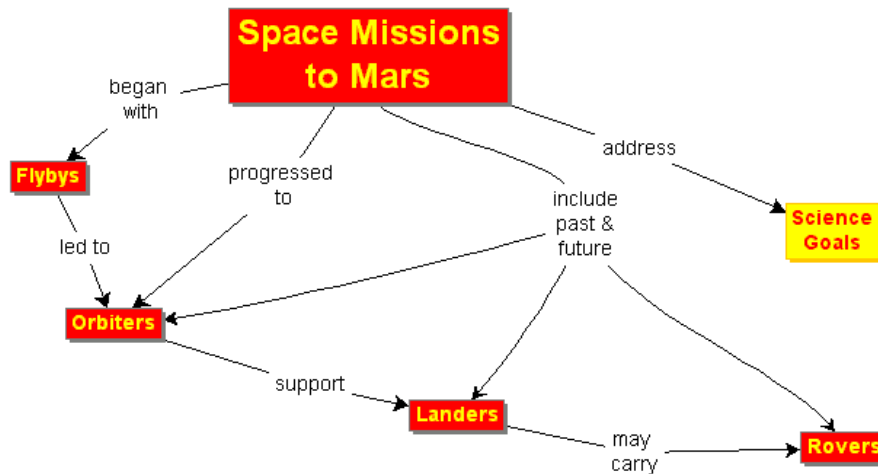 Space Missions
to Mars
began
with
address
Flybys
progressed
to
include
past &
future
Science
Goals
led to
Orbiters
support
Landers
may
carry
Rovers